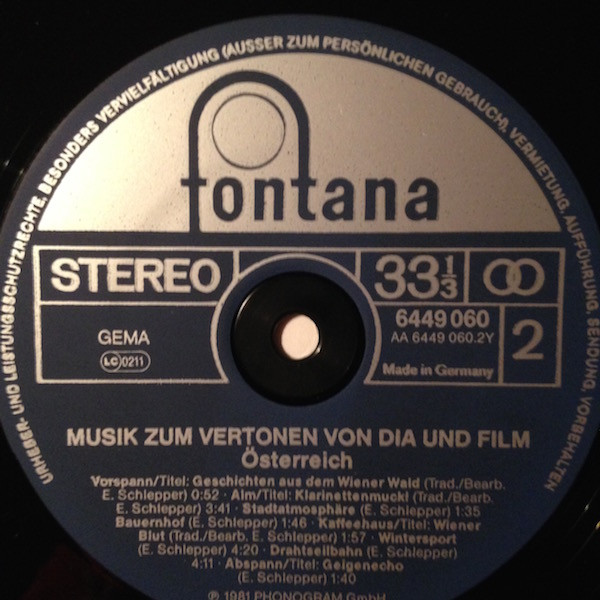 URHEBER- UND LEISTUNGSSCHUTZRECHTE, BESONDERS VERVIELFÄLTIGUNG (AUSSER ZUM PERSÖNLICHEN GEBRAUCH), VERMIETUNG, AUFFÜHRUNG, SENDUNG, VORBEHALTEN
fontana
STEREO
33 1/3
GEMA
LC 0211
6449 060
AA 6449 060.2Y
2
Made in Germany
MUSIK ZUM VERTONEN VON DIA UND FILM
Österreich
Vorspann/Titel: Geschichten aus dem Wiener Wald (Trad./Bearb.
E. Schlepper) 0:52 · Alm/Titel: Klarinettenmuckl (Trad./Bearb.
E. Schlepper) 3:41 · Stadtatmosphäre (E. Schlepper) 1:35
Bauernhof (E. Schlepper) 1:46 · Kaffeehaus/Titel: Wiener
Blut (Trad./Bearb. E. Schlepper) 1:57 · Wintersport
(E. Schlepper) 4:20 · Drahtseilbahn (E. Schlepper)
4:11 · Abspann/Titel: Geigenecho
(E. Schlepper) 1:40
℗ 1981 PHONOGRAM GmbH